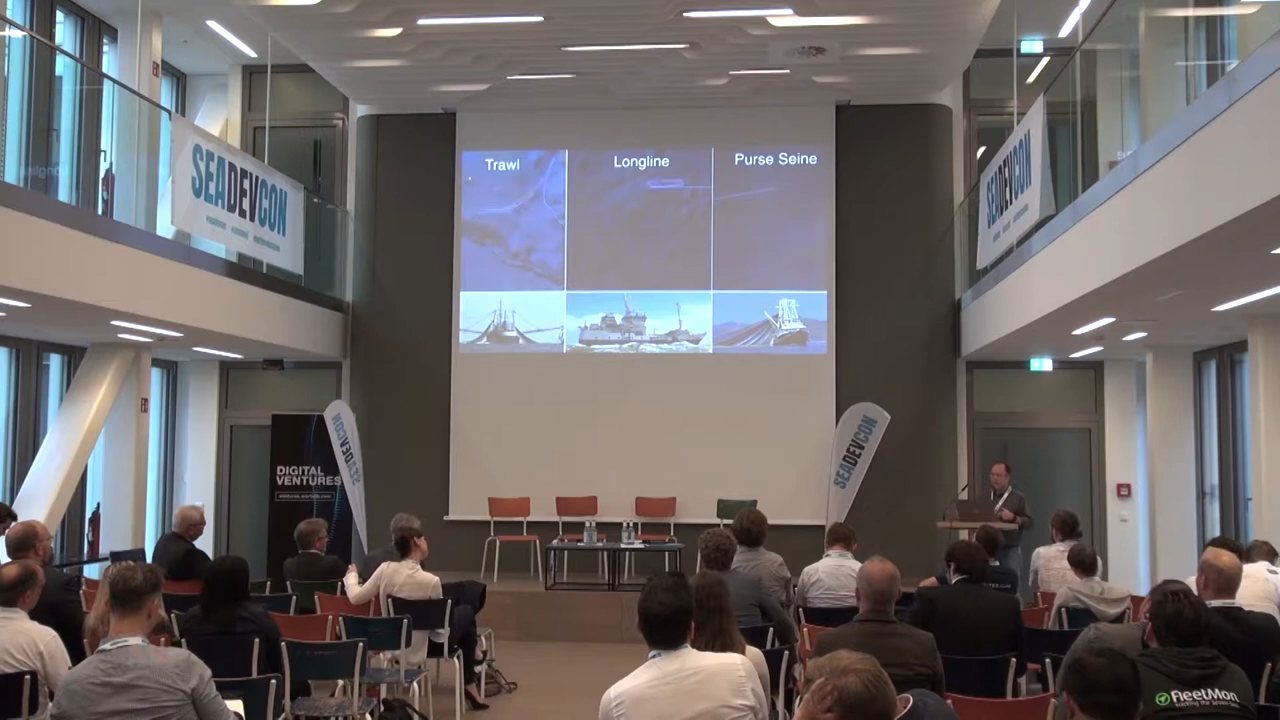 Trawl
Longline
Purse Seine
SEADEVCON
SEADEVCON
DIGITAL
VENTURES
SEADEVCON
SEADEVCON
FleetMon